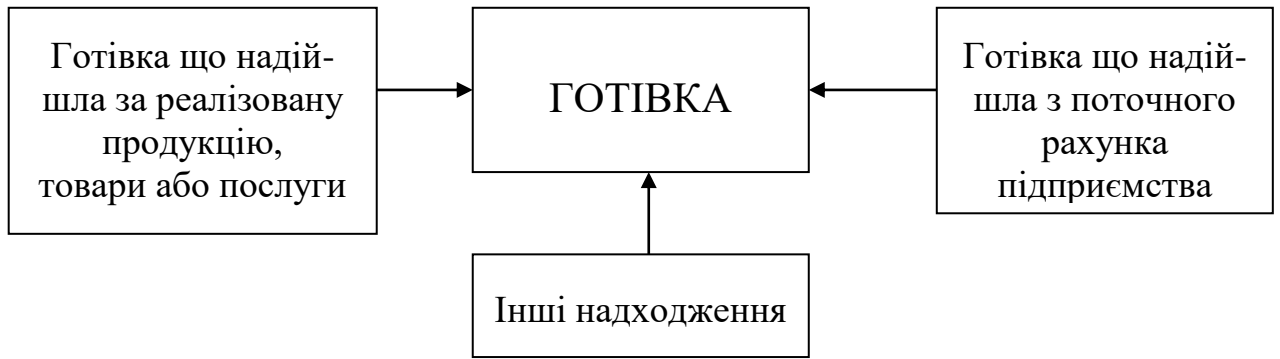 Готівка що надій-
шла за реалізовану
продукцію,
товари або послуги
ГОТІВКА
Готівка що надій-
шла з поточного
рахунка
підприємства
Інші надходження